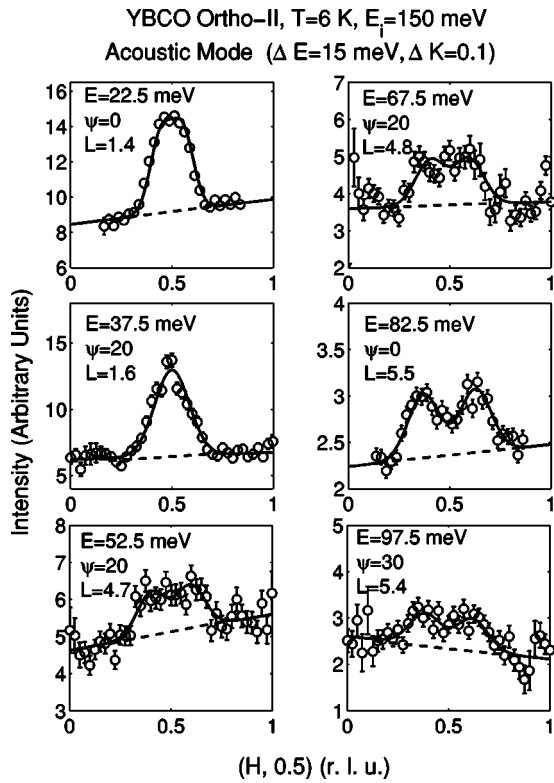 YBCO Ortho-II, T=6 K, E_i=150 meV
Acoustic Mode (Δ E=15 meV, Δ K=0.1)
Intensity (Arbitrary Units)
E=22.5 meV
ψ=0
L=1.4
16
14
12
10
8
6
0 0.5 1
E=67.5 meV
ψ=20
L=4.8
7
6
5
4
3
2
0 0.5 1
E=37.5 meV
ψ=20
L=1.6
15
10
5
0 0.5 1
E=82.5 meV
ψ=0
L=5.5
4
3.5
3
2.5
2
0 0.5 1
E=52.5 meV
ψ=20
L=4.7
8
7
6
5
4
3
0 0.5 1
E=97.5 meV
ψ=30
L=5.4
5
4
3
2
1
0 0.5 1
(H, 0.5) (r. l. u.)